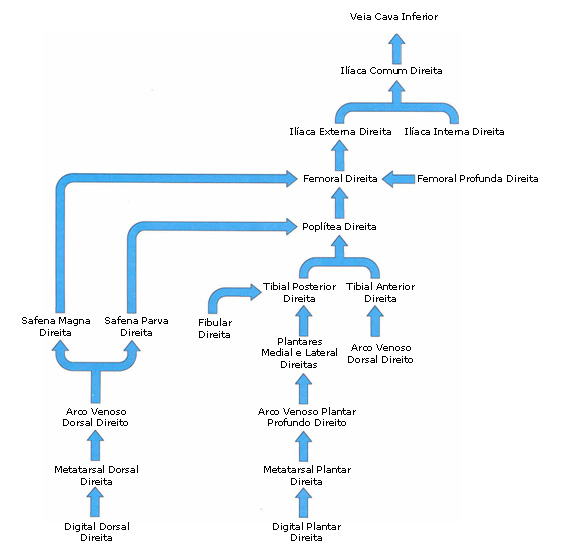 Veia Cava Inferior
Ilíaca Comum Direita
Ilíaca Externa Direita
Ilíaca Interna Direita
Femoral Direita
Femoral Profunda Direita
Poplítea Direita
Tibial Posterior
Direita
Tibial Anterior
Direita
Safena Magna
Direita
Safena Parva
Direita
Fibular
Direita
Plantares
Medial e Lateral
Direitas
Arco Venoso
Dorsal Direito
Arco Venoso
Dorsal Direito
Arco Venoso Plantar
Profundo Direito
Metatarsal Dorsal
Direita
Metatarsal Plantar
Direita
Digital Dorsal
Direita
Digital Plantar
Direita